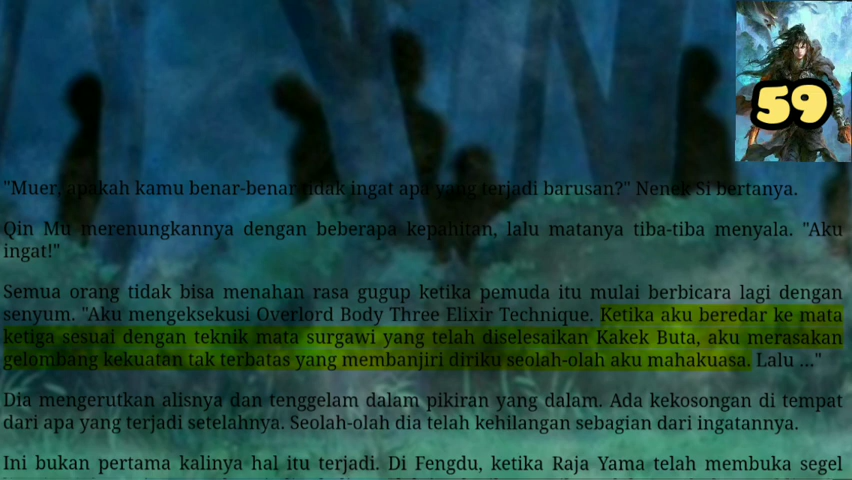 59
"Muer, apakah kamu benar-benar tidak ingat apa yang terjadi barusan?" Nenek Si bertanya.
Qin Mu merenungkannya dengan beberapa kepahitan, lalu matanya tiba-tiba menyala. "Aku
ingat!"
Semua orang tidak bisa menahan rasa gugup ketika pemuda itu mulai berbicara lagi dengan
senyum. "Aku mengeksekusi Overlord Body Three Elixir Technique. Ketika aku beredar ke mata
ketiga sesuai dengan teknik mata surgawi yang telah diselesaikan Kakek Buta, aku merasakan
gelombang kekuatan tak terbatas yang membanjiri diriku seolah-olah aku mahakuasa. Lalu ..."
Dia mengerutkan alisnya dan tenggelam dalam pikiran yang dalam. Ada kekosongan di tempat
dari apa yang terjadi setelahnya. Seolah-olah dia telah kehilangan sebagian dari ingatannya.
Ini bukan pertama kalinya hal itu terjadi. Di Fengdu, ketika Raja Yama telah membuka segel